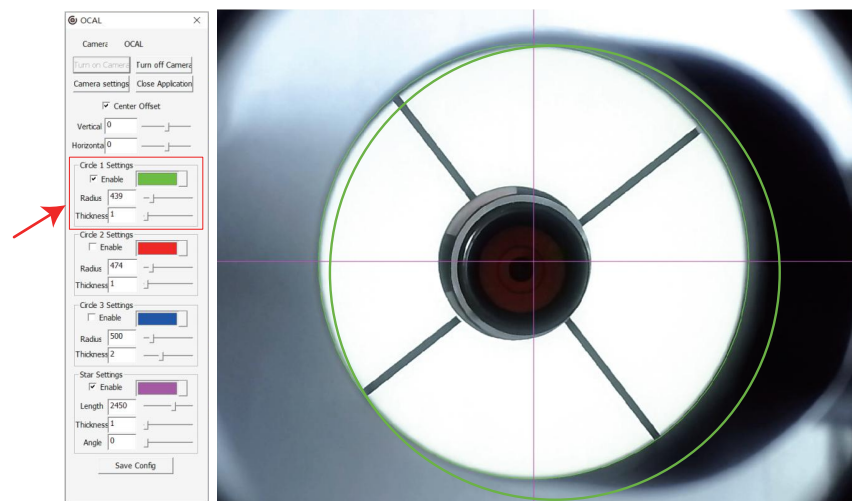 OCAL
Camera OCAL
Turn on Camera Turn off Camera
Camera settings Close Application
Center Offset
Vertical 0
Horizonta 0
Circle 1 Settings
Enable
Radius 439
Thickness 1
Circle 2 Settings
Enable
Radius 474
Thickness 1
Circle 3 Settings
Enable
Radius 500
Thickness 2
Star Settings
Enable
Length 2450
Thickness 1
Angle 0
Save Config